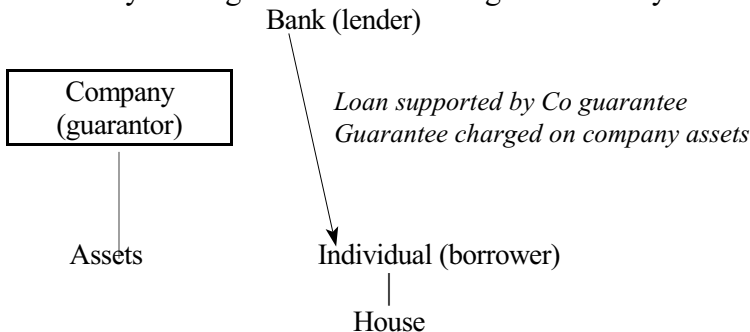 Bank (lender)
Company
(guarantor)
Loan supported by Co guarantee
Guarantee charged on company assets
Assets
Individual (borrower)
House